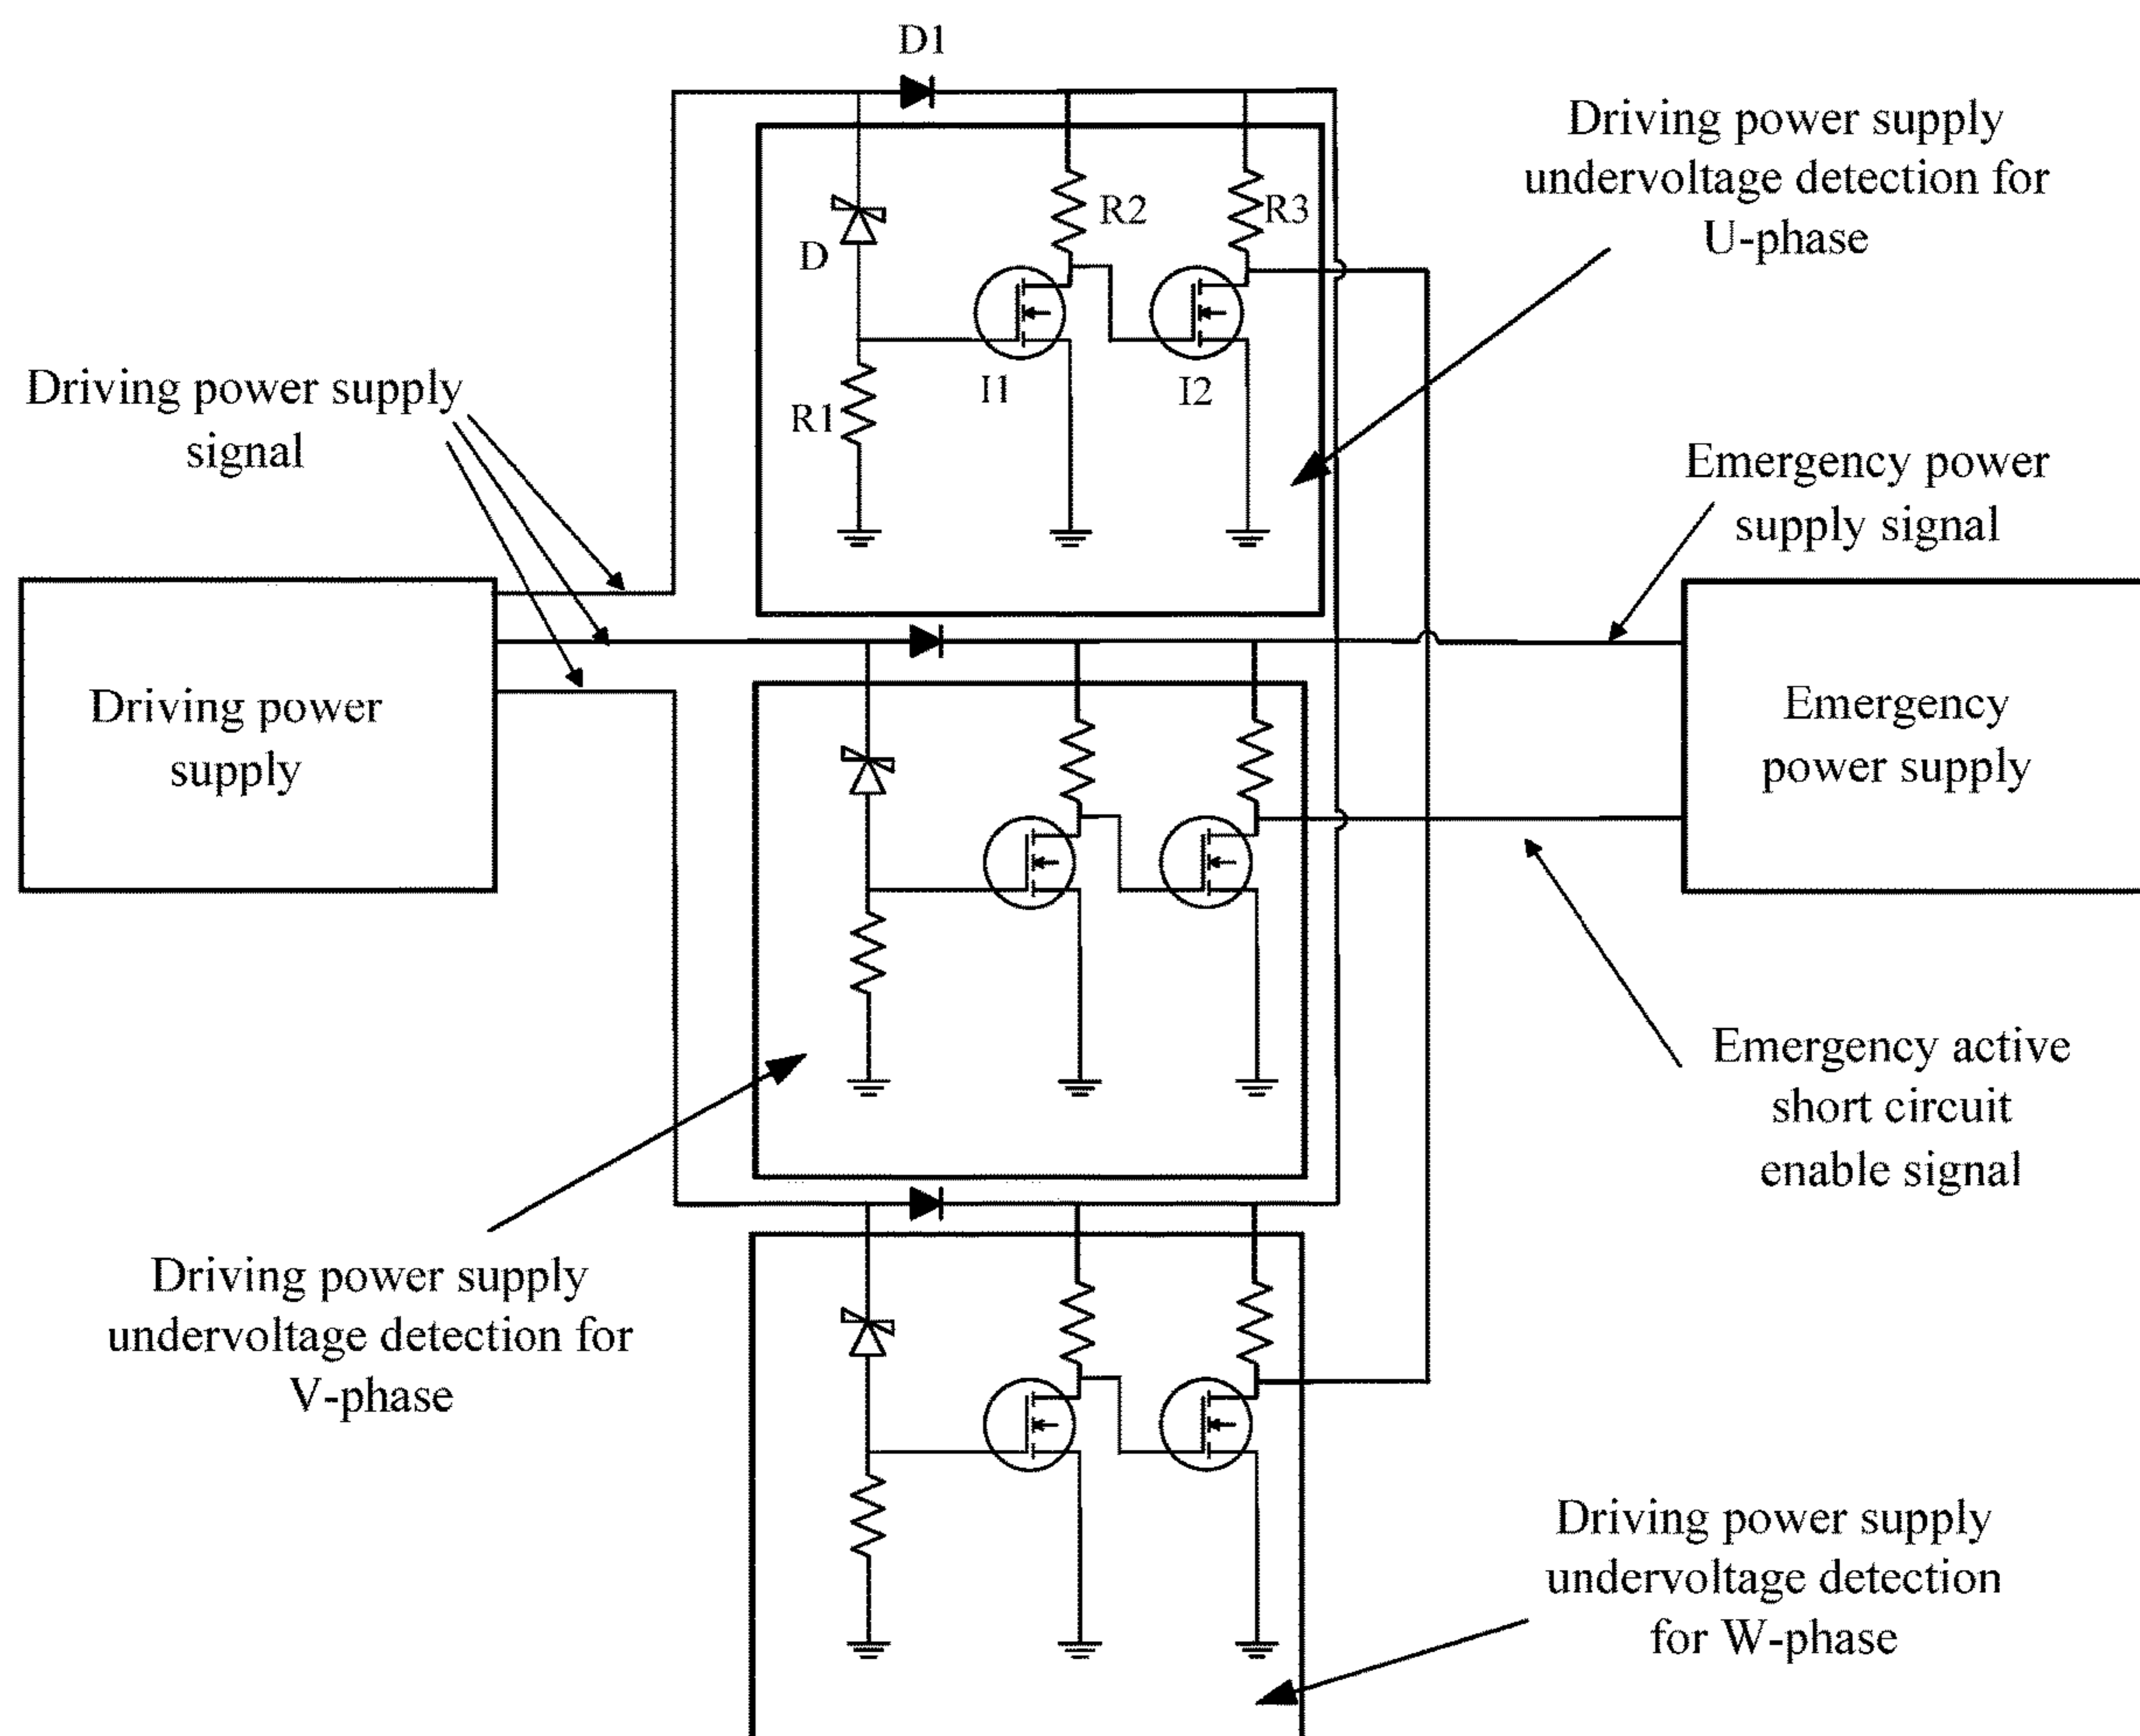 D1
Driving power supply
undervoltage detection for
U-phase
R2
R3
D
I1
I2
R1
Driving power supply
signal
Emergency power
supply signal
Driving power
supply
Emergency
power supply
Emergency active
short circuit
enable signal
Driving power supply
undervoltage detection for
V-phase
Driving power supply
undervoltage detection
for W-phase